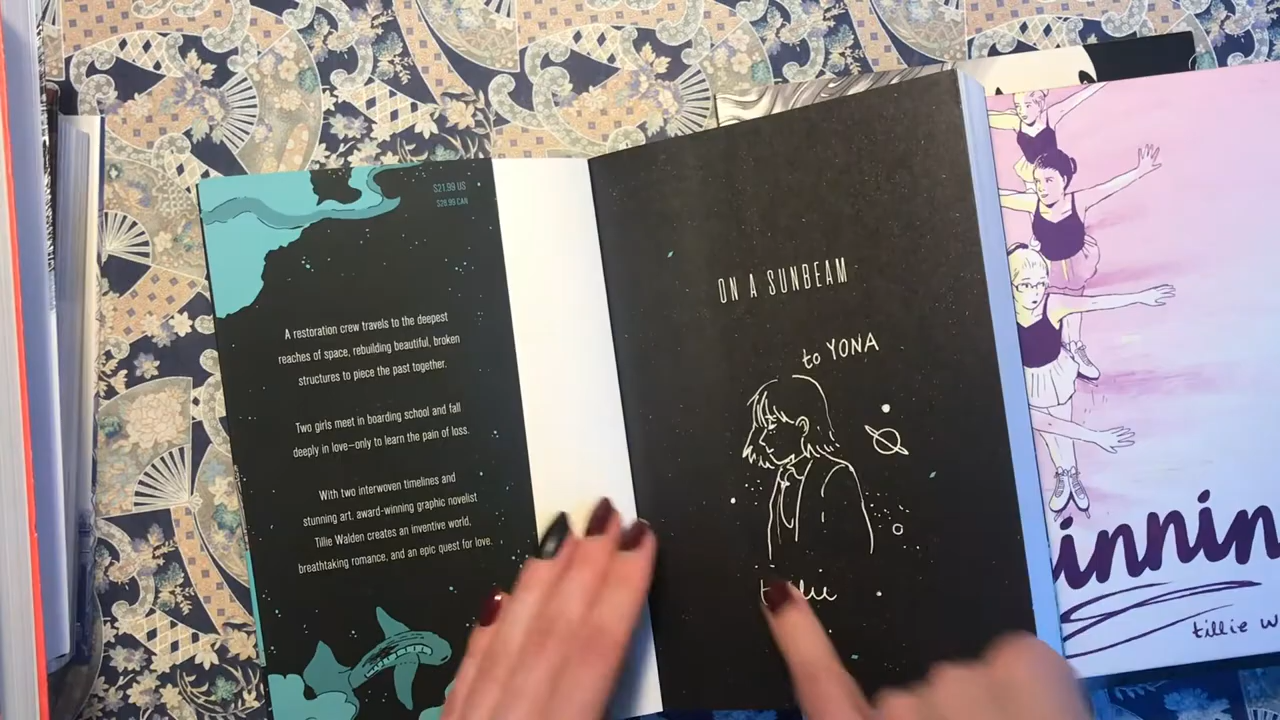 $21.99 US
$28.99 CAN
A restoration crew travels to the deepest
reaches of space, rebuilding beautiful, broken
structures to piece the past together.
Two girls meet in boarding school and fall
deeply in love—only to learn the pain of loss.
With two interwoven timelines and
stunning art, award-winning graphic novelist
Tillie Walden creates an inventive world,
breathtaking romance, and an epic quest for love.
ON A SUNBEAM
to YONA
innin
tillie w